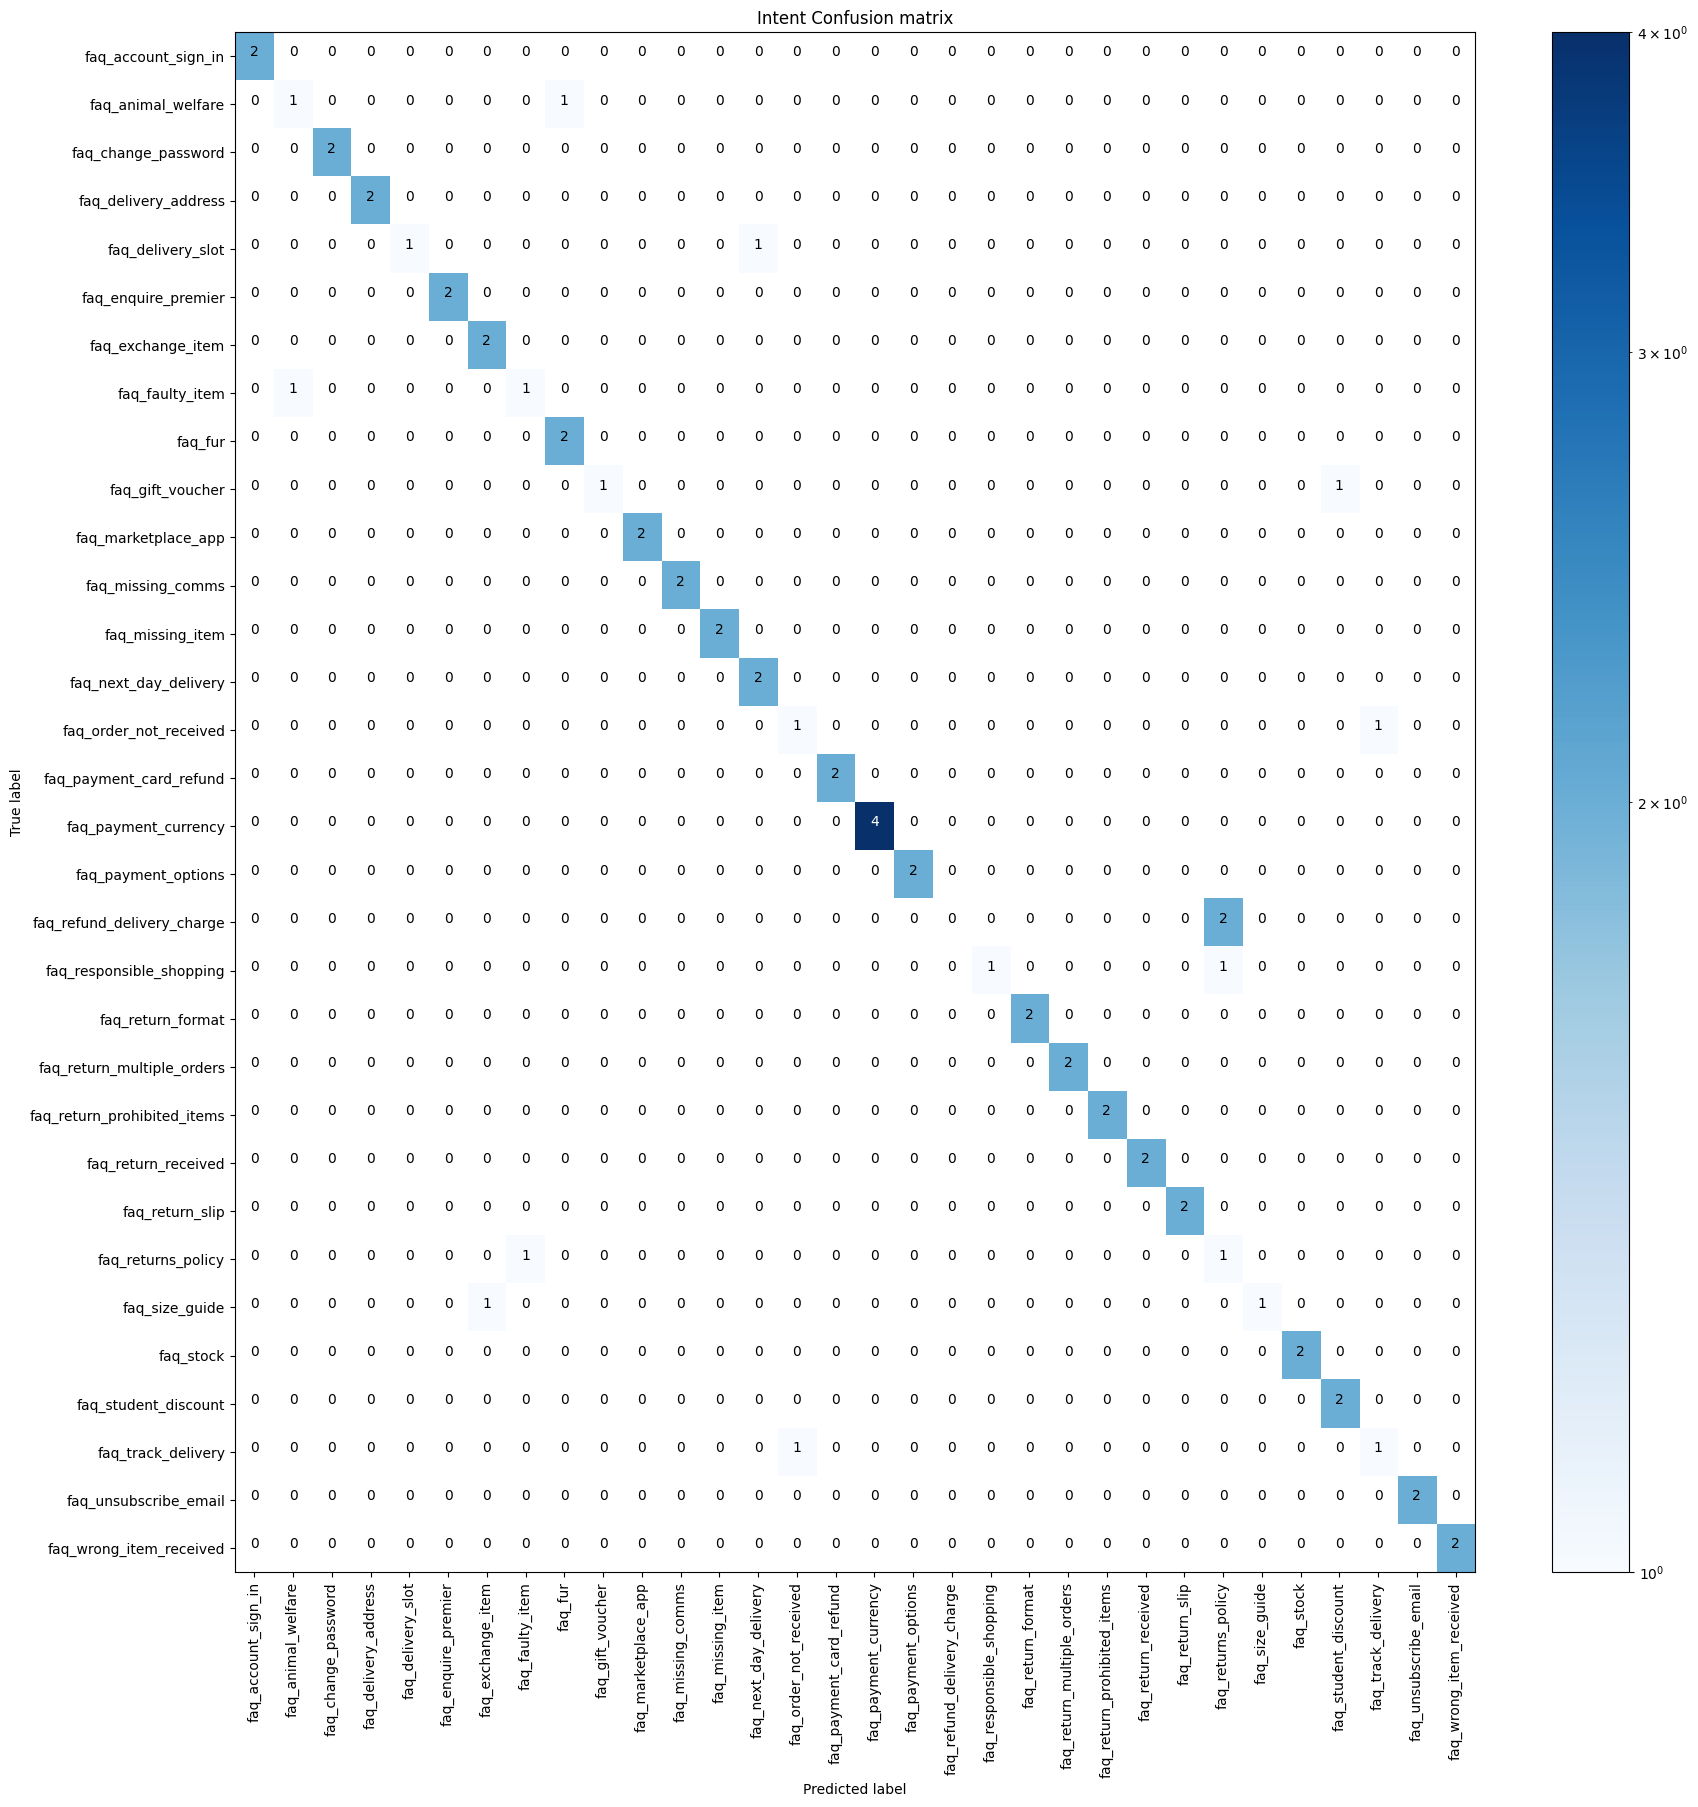 Intent Confusion matrix
faq_account_sign_in 2 0 0 0 0 0 0 0 0 0 0 0 0 0 0 0 0 0 0 0 0 0 0 0 0 0 0 0 0 0 0 0
faq_animal_welfare 0 1 0 0 0 0 0 0 1 0 0 0 0 0 0 0 0 0 0 0 0 0 0 0 0 0 0 0 0 0 0 0
faq_change_password 0 0 2 0 0 0 0 0 0 0 0 0 0 0 0 0 0 0 0 0 0 0 0 0 0 0 0 0 0 0 0 0
faq_delivery_address 0 0 0 2 0 0 0 0 0 0 0 0 0 0 0 0 0 0 0 0 0 0 0 0 0 0 0 0 0 0 0 0
faq_delivery_slot 0 0 0 0 1 0 0 0 0 0 0 0 0 1 0 0 0 0 0 0 0 0 0 0 0 0 0 0 0 0 0 0
faq_enquire_premier 0 0 0 0 0 2 0 0 0 0 0 0 0 0 0 0 0 0 0 0 0 0 0 0 0 0 0 0 0 0 0 0
faq_exchange_item 0 0 0 0 0 0 2 0 0 0 0 0 0 0 0 0 0 0 0 0 0 0 0 0 0 0 0 0 0 0 0 0
faq_faulty_item 0 1 0 0 0 0 0 1 0 0 0 0 0 0 0 0 0 0 0 0 0 0 0 0 0 0 0 0 0 0 0 0
faq_fur 0 0 0 0 0 0 0 0 2 0 0 0 0 0 0 0 0 0 0 0 0 0 0 0 0 0 0 0 0 0 0 0
faq_gift_voucher 0 0 0 0 0 0 0 0 0 1 0 0 0 0 0 0 0 0 0 0 0 0 0 0 0 0 0 0 1 0 0 0
faq_marketplace_app 0 0 0 0 0 0 0 0 0 0 2 0 0 0 0 0 0 0 0 0 0 0 0 0 0 0 0 0 0 0 0 0
faq_missing_comms 0 0 0 0 0 0 0 0 0 0 0 2 0 0 0 0 0 0 0 0 0 0 0 0 0 0 0 0 0 0 0 0
faq_missing_item 0 0 0 0 0 0 0 0 0 0 0 0 2 0 0 0 0 0 0 0 0 0 0 0 0 0 0 0 0 0 0 0
faq_next_day_delivery 0 0 0 0 0 0 0 0 0 0 0 0 0 2 0 0 0 0 0 0 0 0 0 0 0 0 0 0 0 0 0 0
faq_order_not_received 0 0 0 0 0 0 0 0 0 0 0 0 0 0 1 0 0 0 0 0 0 0 0 0 0 0 0 0 0 1 0 0
faq_payment_card_refund 0 0 0 0 0 0 0 0 0 0 0 0 0 0 0 2 0 0 0 0 0 0 0 0 0 0 0 0 0 0 0 0
faq_payment_currency 0 0 0 0 0 0 0 0 0 0 0 0 0 0 0 0 4 0 0 0 0 0 0 0 0 0 0 0 0 0 0 0
faq_payment_options 0 0 0 0 0 0 0 0 0 0 0 0 0 0 0 0 0 2 0 0 0 0 0 0 0 0 0 0 0 0 0 0
faq_refund_delivery_charge 0 0 0 0 0 0 0 0 0 0 0 0 0 0 0 0 0 0 0 0 0 0 0 0 0 2 0 0 0 0 0 0
faq_responsible_shopping 0 0 0 0 0 0 0 0 0 0 0 0 0 0 0 0 0 0 0 1 0 0 0 0 0 1 0 0 0 0 0 0
faq_return_format 0 0 0 0 0 0 0 0 0 0 0 0 0 0 0 0 0 0 0 0 2 0 0 0 0 0 0 0 0 0 0 0
faq_return_multiple_orders 0 0 0 0 0 0 0 0 0 0 0 0 0 0 0 0 0 0 0 0 0 2 0 0 0 0 0 0 0 0 0 0
faq_return_prohibited_items 0 0 0 0 0 0 0 0 0 0 0 0 0 0 0 0 0 0 0 0 0 0 2 0 0 0 0 0 0 0 0 0
faq_return_received 0 0 0 0 0 0 0 0 0 0 0 0 0 0 0 0 0 0 0 0 0 0 0 2 0 0 0 0 0 0 0 0
faq_return_slip 0 0 0 0 0 0 0 0 0 0 0 0 0 0 0 0 0 0 0 0 0 0 0 0 2 0 0 0 0 0 0 0
faq_returns_policy 0 0 0 0 0 0 0 1 0 0 0 0 0 0 0 0 0 0 0 0 0 0 0 0 0 1 0 0 0 0 0 0
faq_size_guide 0 0 0 0 0 0 1 0 0 0 0 0 0 0 0 0 0 0 0 0 0 0 0 0 0 0 1 0 0 0 0 0
faq_stock 0 0 0 0 0 0 0 0 0 0 0 0 0 0 0 0 0 0 0 0 0 0 0 0 0 0 0 2 0 0 0 0
faq_student_discount 0 0 0 0 0 0 0 0 0 0 0 0 0 0 0 0 0 0 0 0 0 0 0 0 0 0 0 0 2 0 0 0
faq_track_delivery 0 0 0 0 0 0 0 0 0 0 0 0 0 0 1 0 0 0 0 0 0 0 0 0 0 0 0 0 0 1 0 0
faq_unsubscribe_email 0 0 0 0 0 0 0 0 0 0 0 0 0 0 0 0 0 0 0 0 0 0 0 0 0 0 0 0 0 0 2 0
faq_wrong_item_received 0 0 0 0 0 0 0 0 0 0 0 0 0 0 0 0 0 0 0 0 0 0 0 0 0 0 0 0 0 0 0 2
True label
faq_account_sign_in
faq_animal_welfare
faq_change_password
faq_delivery_address
faq_delivery_slot
faq_enquire_premier
faq_exchange_item
faq_faulty_item
faq_fur
faq_gift_voucher
faq_marketplace_app
faq_missing_comms
faq_missing_item
faq_next_day_delivery
faq_order_not_received
faq_payment_card_refund
faq_payment_currency
faq_payment_options
faq_refund_delivery_charge
faq_responsible_shopping
faq_return_format
faq_return_multiple_orders
faq_return_prohibited_items
faq_return_received
faq_return_slip
faq_returns_policy
faq_size_guide
faq_stock
faq_student_discount
faq_track_delivery
faq_unsubscribe_email
faq_wrong_item_received
Predicted label
4 × 10⁰
3 × 10⁰
2 × 10⁰
10⁰